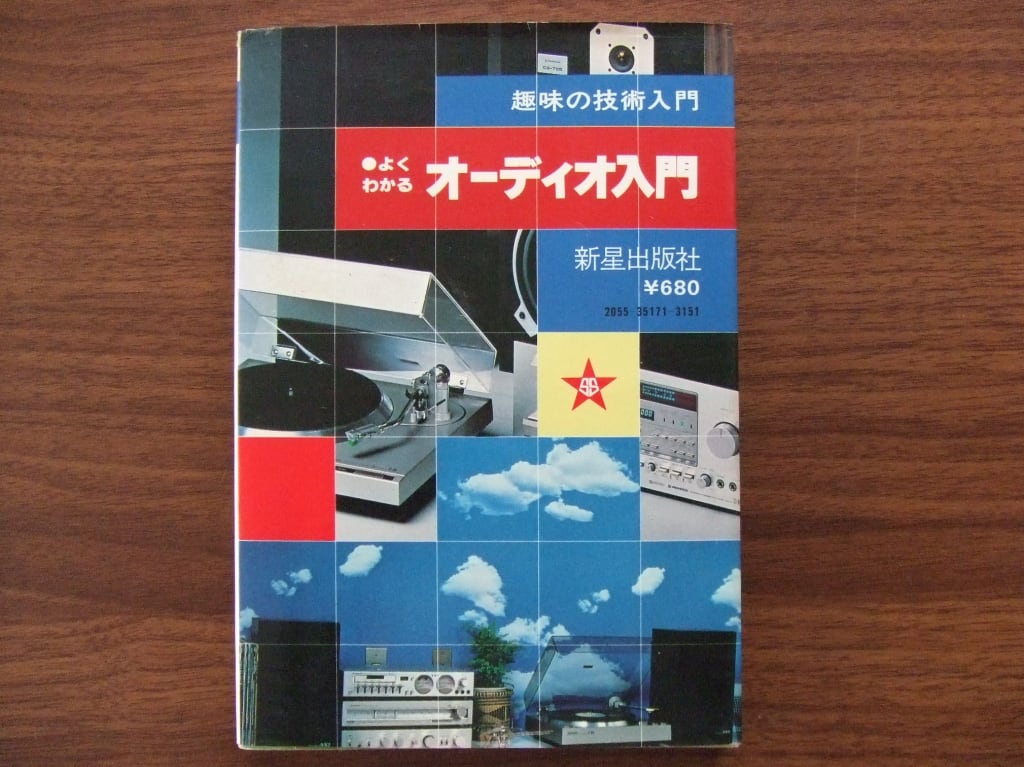 趣味の技術入門
●よく
わかる
オーディオ入門
新星出版社
¥680
2055-35171-3151